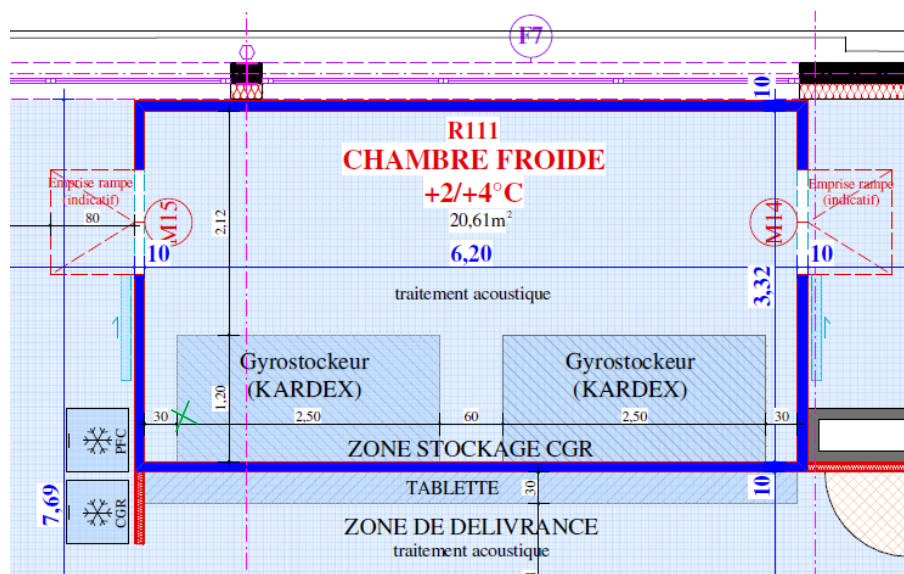 F7
10
R111
CHAMBRE FROIDE
+2/+4°C
20,61m²
Emprise rampe
(indicatif)
80
M15
2,12
M14
Emprise rampe
(indicatif)
10
6,20
10
3,32
traitement acoustique
Gyrostockeur
(KARDEX)
Gyrostockeur
(KARDEX)
1,20
30
2,50
60
2,50
30
ZONE STOCKAGE CGR
PFC
CGR
7,69
TABLETTE
30
10
ZONE DE DELIVRANCE
traitement acoustique